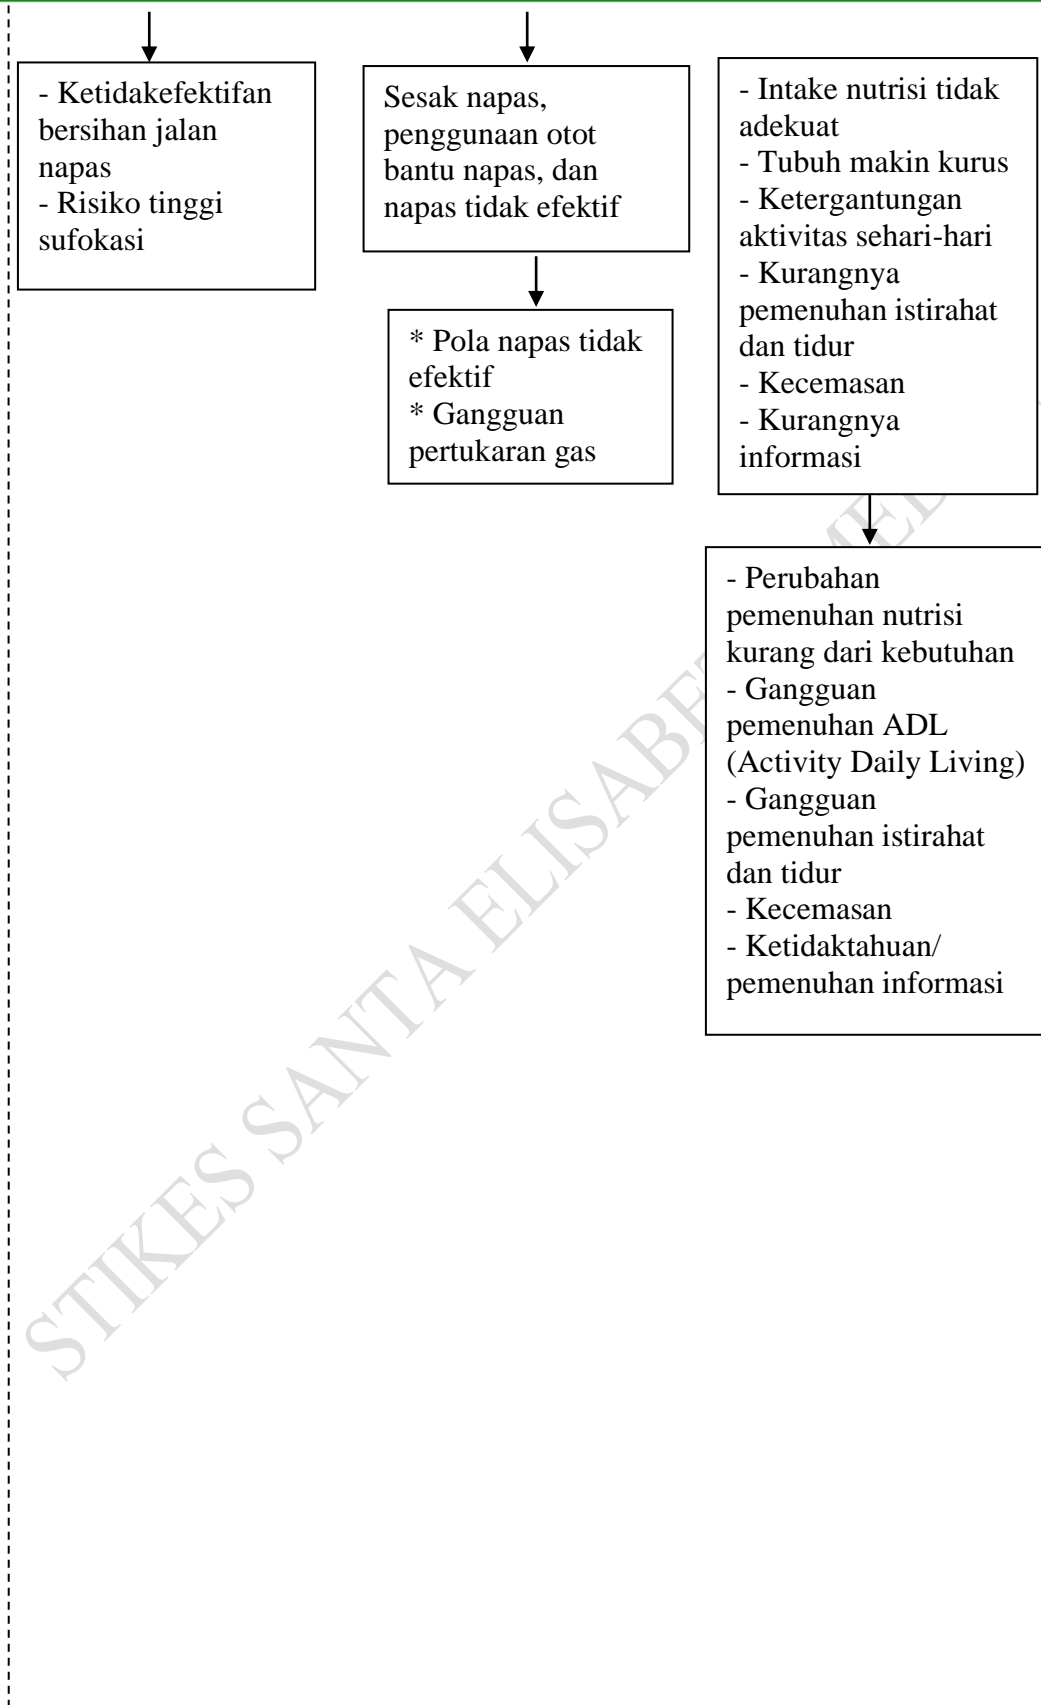 - Ketidakefektifan
bersihan jalan
napas
- Risiko tinggi
sufokasi
Sesak napas,
penggunaan otot
bantu napas, dan
napas tidak efektif
* Pola napas tidak
efektif
* Gangguan
pertukaran gas
- Intake nutrisi tidak
adekuat
- Tubuh makin kurus
- Ketergantungan
aktivitas sehari-hari
- Kurangnya
pemenuhan istirahat
dan tidur
- Kecemasan
- Kurangnya
informasi
- Perubahan
pemenuhan nutrisi
kurang dari kebutuhan
- Gangguan
pemenuhan ADL
(Activity Daily Living)
- Gangguan
pemenuhan istirahat
dan tidur
- Kecemasan
- Ketidaktahuan/
pemenuhan informasi
STIKES SANTA